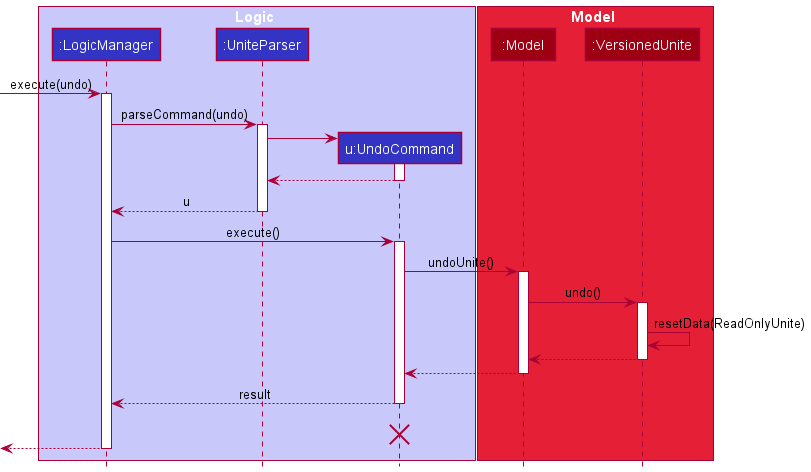 Logic
Model
:LogicManager
:UniteParser
:Model
:VersionedUnite
execute(undo)
parseCommand(undo)
u:UndoCommand
u
execute()
undoUnite()
undo()
resetData(ReadOnlyUnite)
result